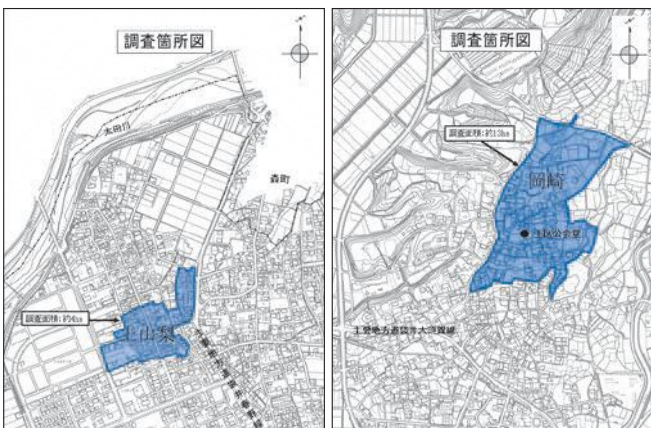 調査箇所図
太田川
森町
調査面積：約4ha
上山梨
調査箇所図
調査面積：約13ha
岡崎
上区公会堂
主要地方道袋井大須賀線